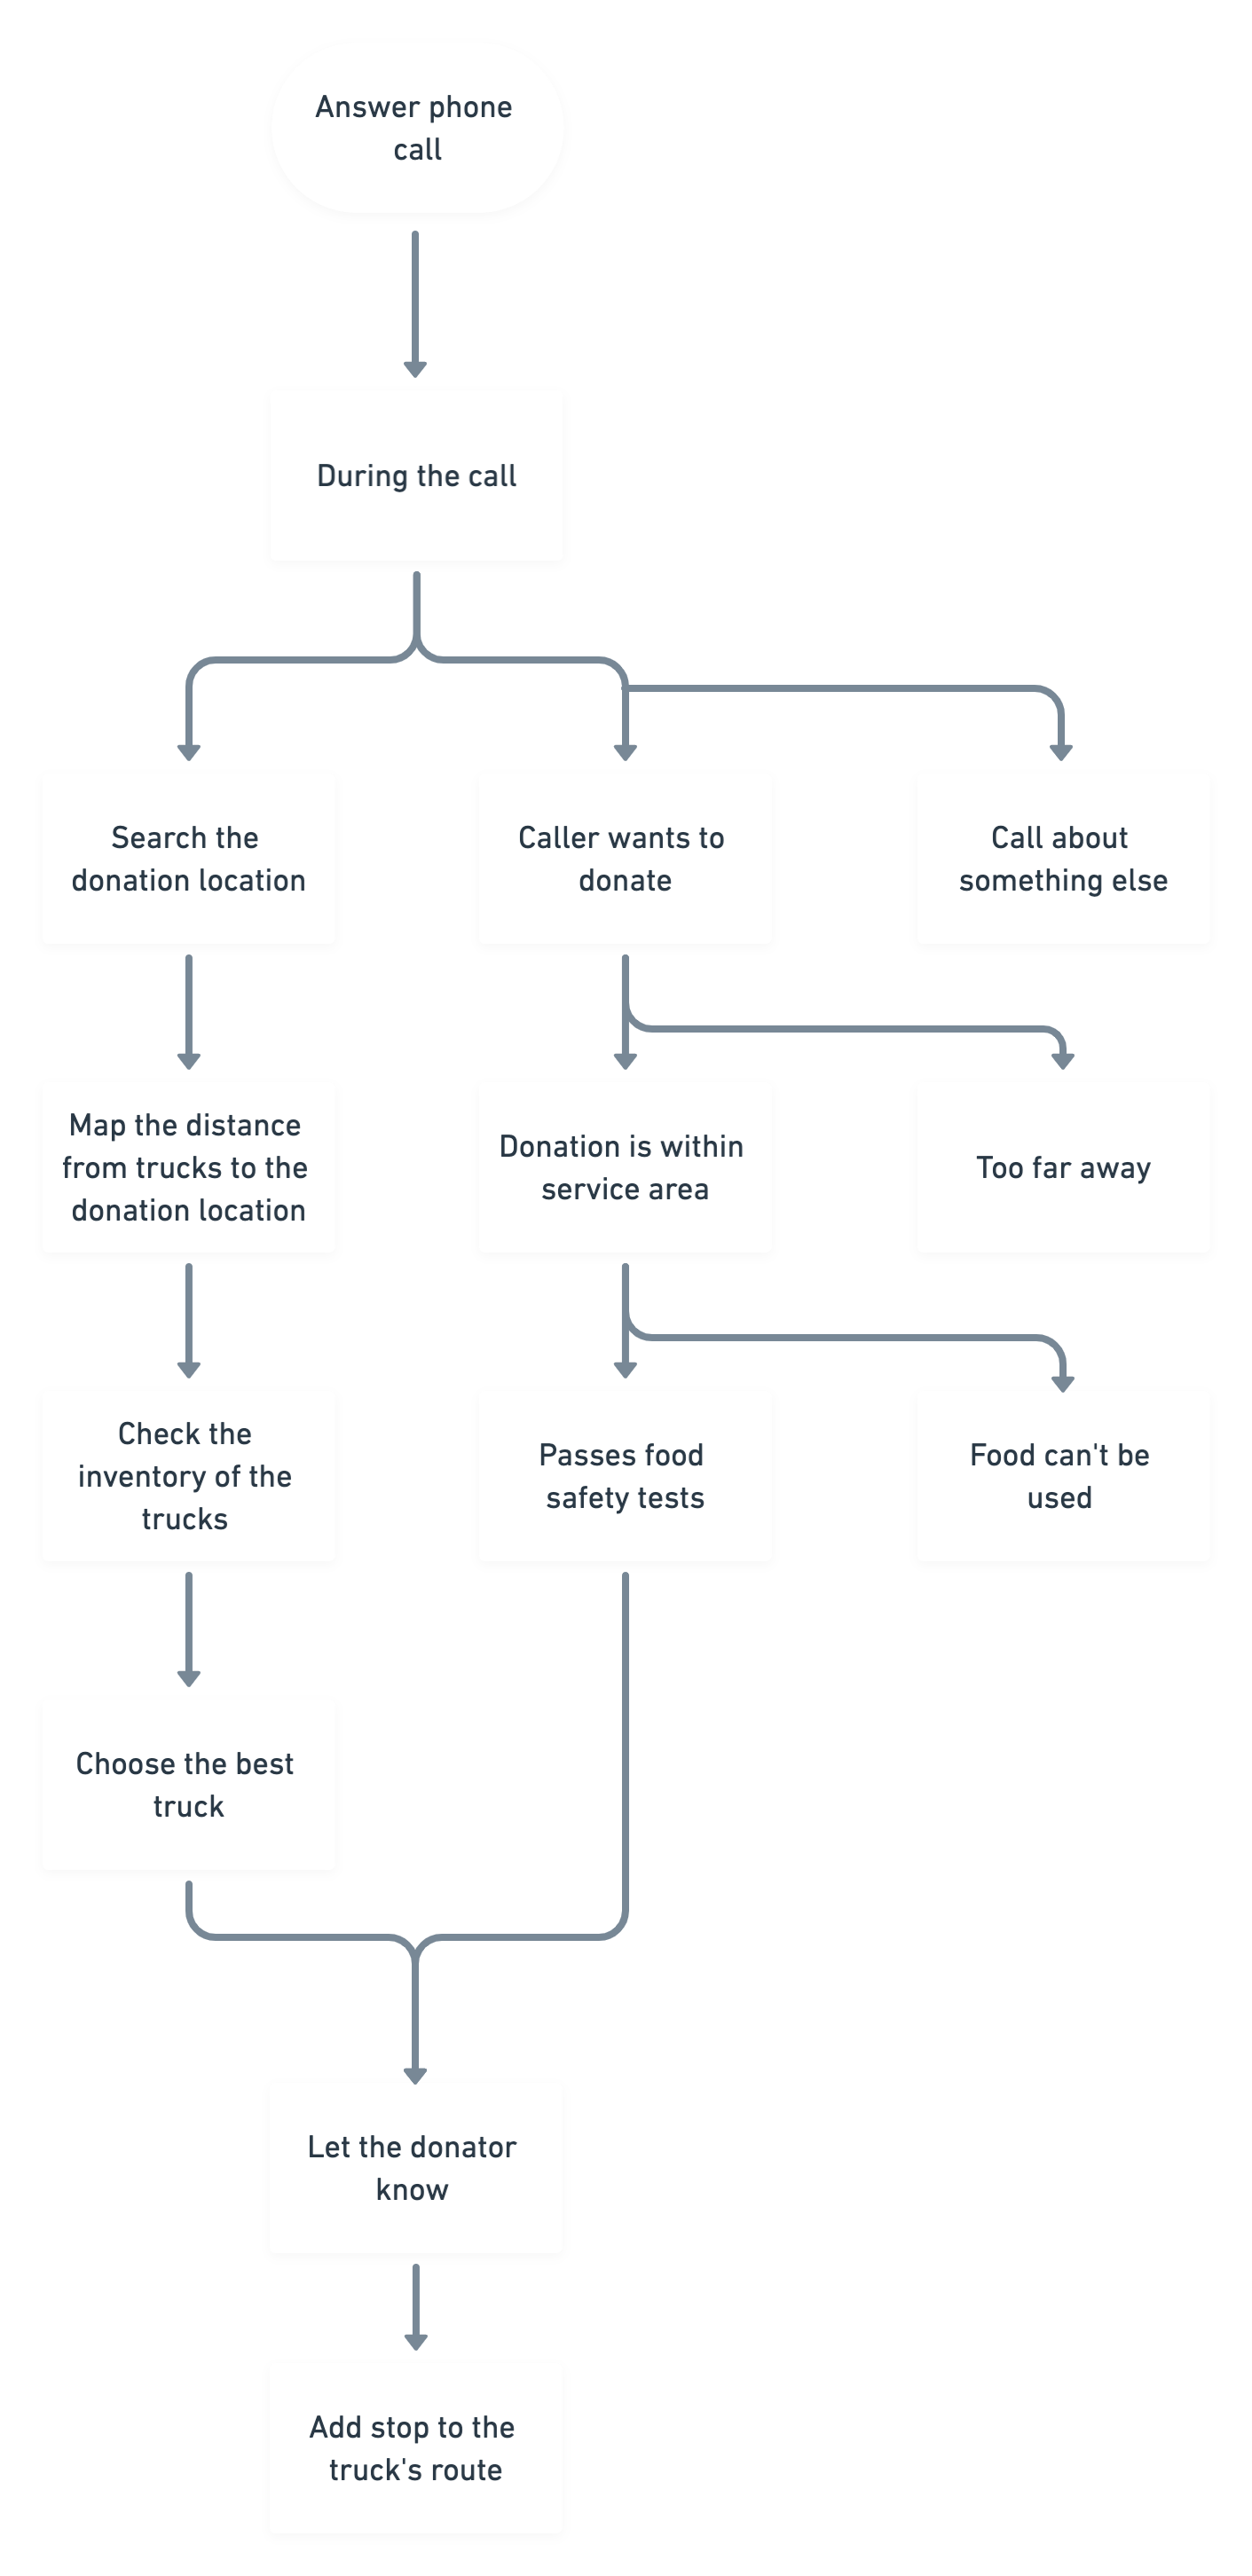 Answer phone
call
During the call
Search the
donation location
Caller wants to
donate
Call about
something else
Map the distance
from trucks to the
donation location
Donation is within
service area
Too far away
Check the
inventory of the
trucks
Passes food
safety tests
Food can't be
used
Choose the best
truck
Let the donator
know
Add stop to the
truck's route